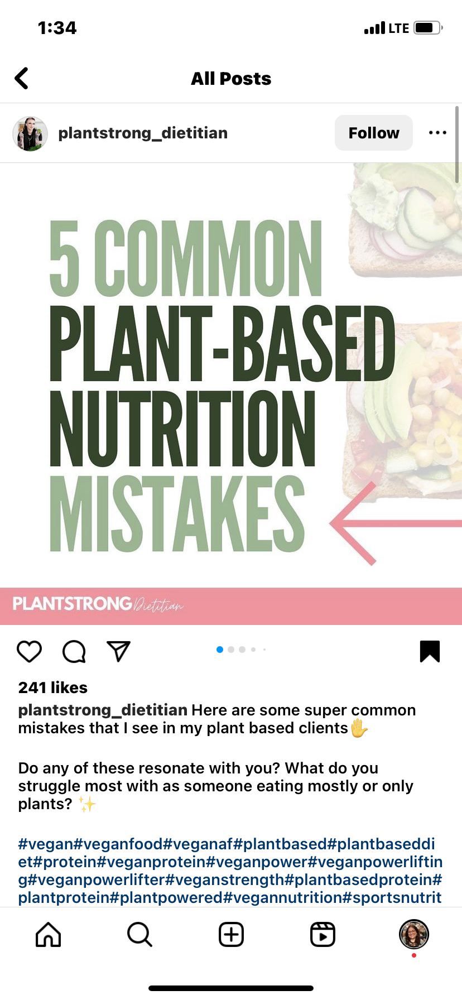 1:34
LTE
All Posts
plantstrong_dietitian
Follow
5 COMMON
PLANT-BASED
NUTRITION
MISTAKES
PLANTSTRONG Dietitian
241 likes
plantstrong_dietitian Here are some super common
mistakes that I see in my plant based clients🤚
Do any of these resonate with you? What do you
struggle most with as someone eating mostly or only
plants? ✨
#vegan#veganfood#veganaf#plantbased#plantbaseddi
et#protein#veganprotein#veganpower#veganpowerliftin
g#veganpowerlifter#veganstrength#plantbasedprotein#
plantprotein#plantpowered#vegannutrition#sportsnutrit